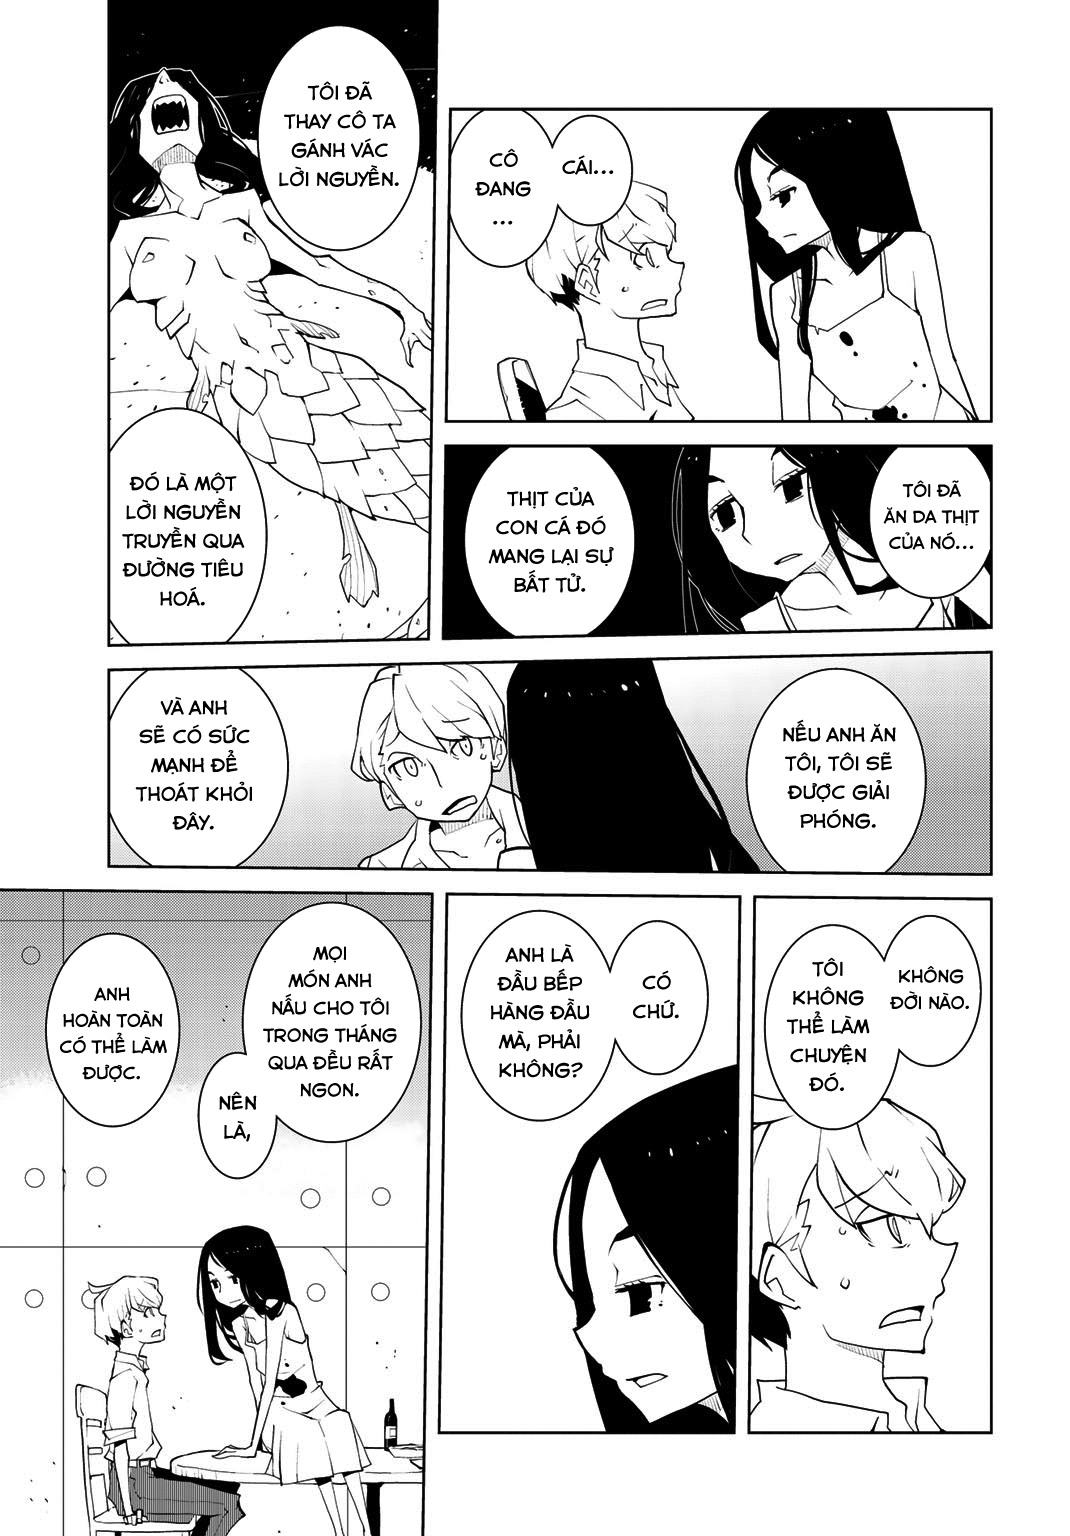 CÁI...
CÔ
ĐANG
...
TÔI ĐÃ
ĂN DA THỊT
CỦA NÓ...
THỊT CỦA
CON CÁ ĐÓ
MANG LẠI SỰ
BẤT TỬ.
TÔI ĐÃ
THAY CÔ TA
GÁNH VÁC
LỜI NGUYỀN.
ĐÓ LÀ MỘT
LỜI NGUYỀN
TRUYỀN QUA
ĐƯỜNG TIÊU
HOÁ.
NẾU ANH ĂN
TÔI, TÔI SẼ
ĐƯỢC GIẢI
PHÓNG.
VÀ ANH
SẼ CÓ SỨC
MẠNH ĐỂ
THOÁT KHỎI
ĐÂY.
KHÔNG
ĐỜI NÀO.
TÔI
KHÔNG
THỂ LÀM
CHUYỆN
ĐÓ.
CÓ
CHỨ.
ANH LÀ
ĐẦU BẾP
HÀNG ĐẦU
MÀ, PHẢI
KHÔNG?
MỌI
MÓN ANH
NẤU CHO TÔI
TRONG THÁNG
QUA ĐỀU RẤT
NGON.
NÊN
LÀ,
ANH
HOÀN TOÀN
CÓ THỂ LÀM
ĐƯỢC.